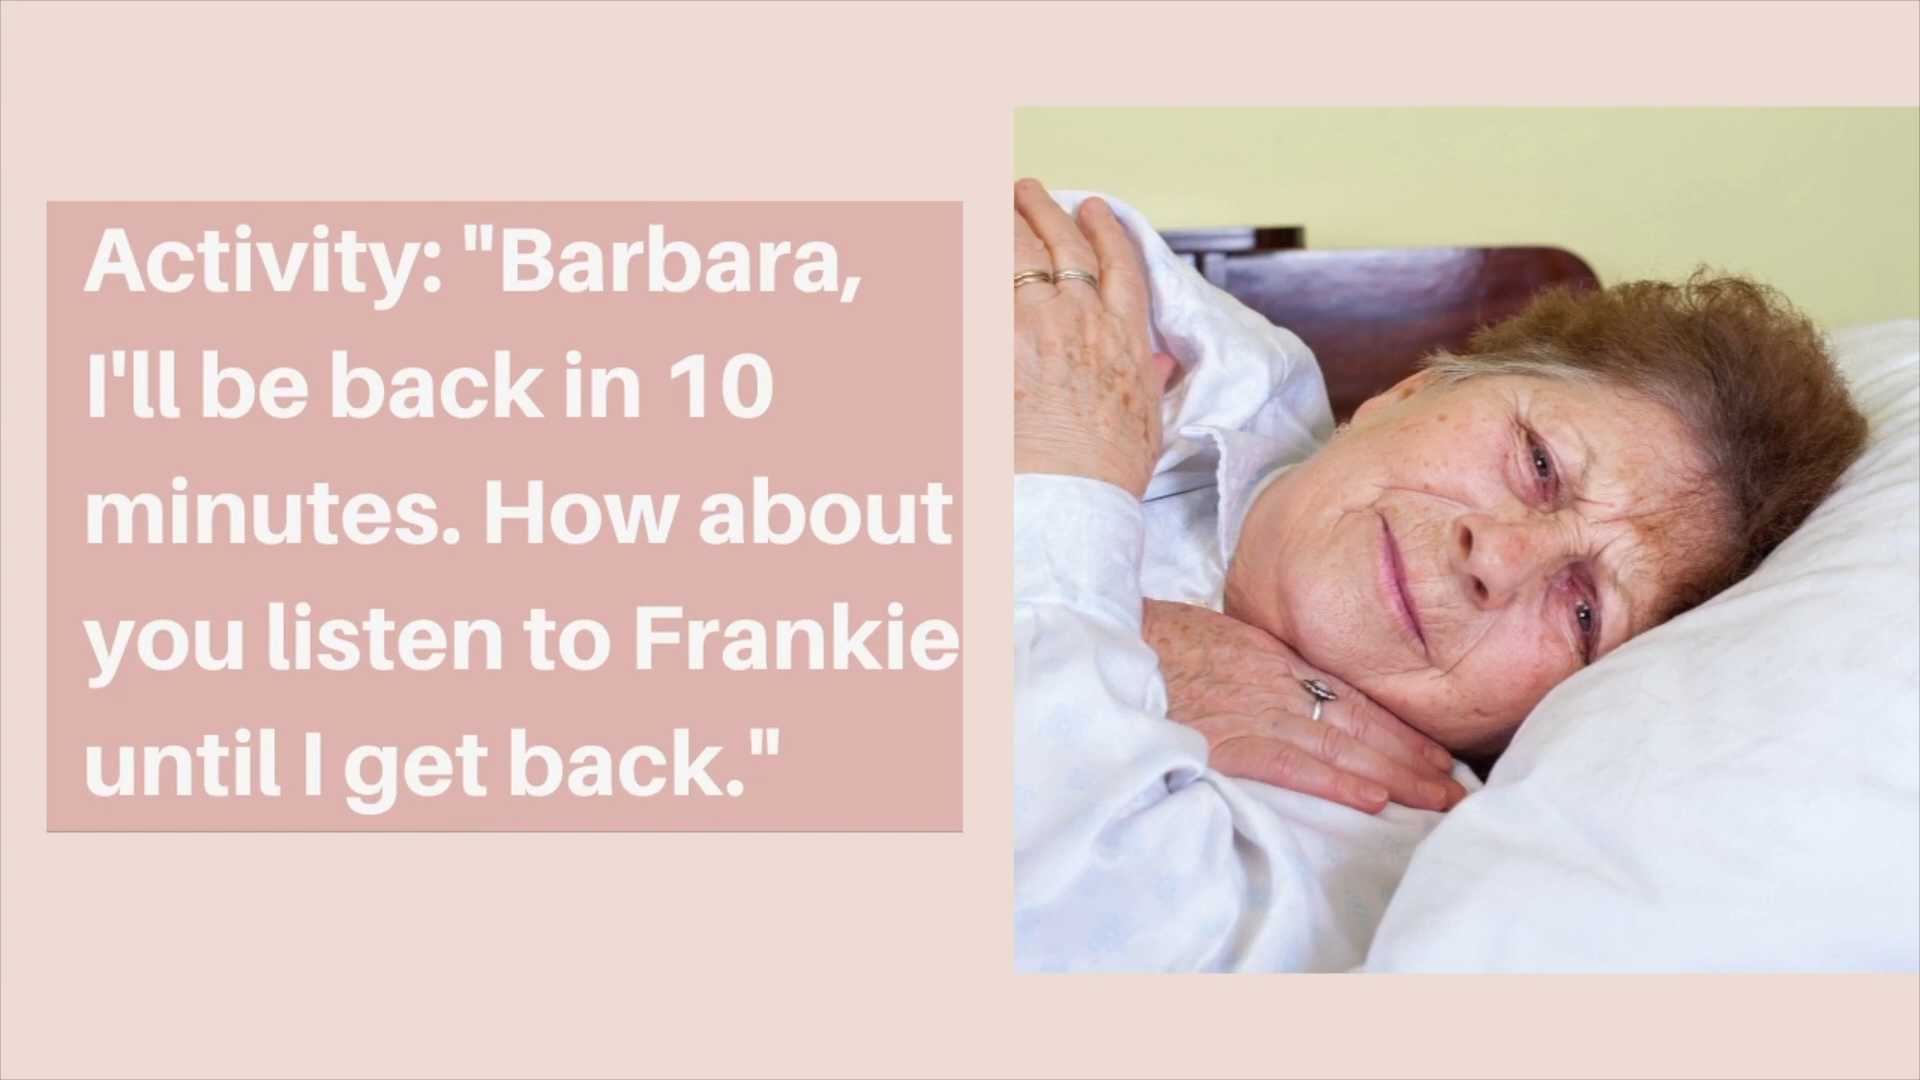 Activity: "Barbara,
I'll be back in 10
minutes. How about
you listen to Frankie
until I get back."